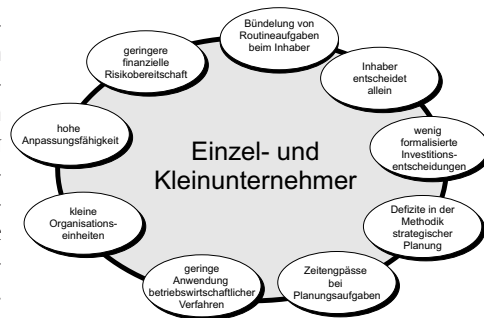 Bündelung von
Routineaufgaben
beim Inhaber
geringere
finanzielle
Risikobereitschaft
Inhaber
entscheidet
allein
hohe
Anpassungsfähigkeit
wenig
formalisierte
Investitions-
entscheidungen
Einzel- und
Kleinunternehmer
kleine
Organisations-
einheiten
Defizite in der
Methodik
strategischer
Planung
geringe
Anwendung
betriebswirtschaftlicher
Verfahren
Zeitengpässe
bei
Planungsaufgaben